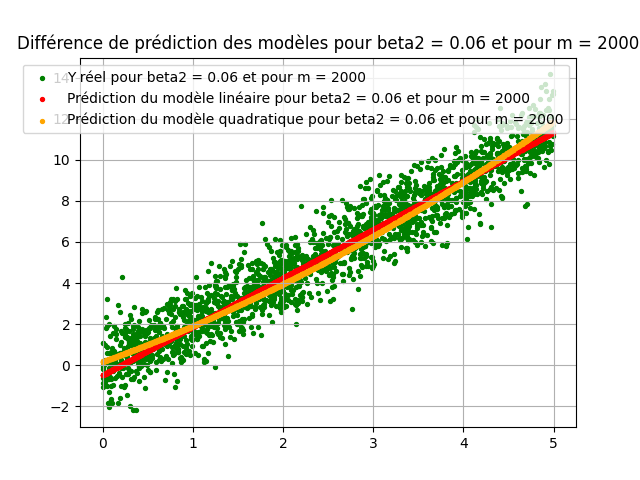 Différence de prédiction des modèles pour beta2 = 0.06 et pour m = 2000
Y réel pour beta2 = 0.06 et pour m = 2000
Prédiction du modèle linéaire pour beta2 = 0.06 et pour m = 2000
Prédiction du modèle quadratique pour beta2 = 0.06 et pour m = 2000
14
12
10
8
6
4
2
0
−2
0 1 2 3 4 5